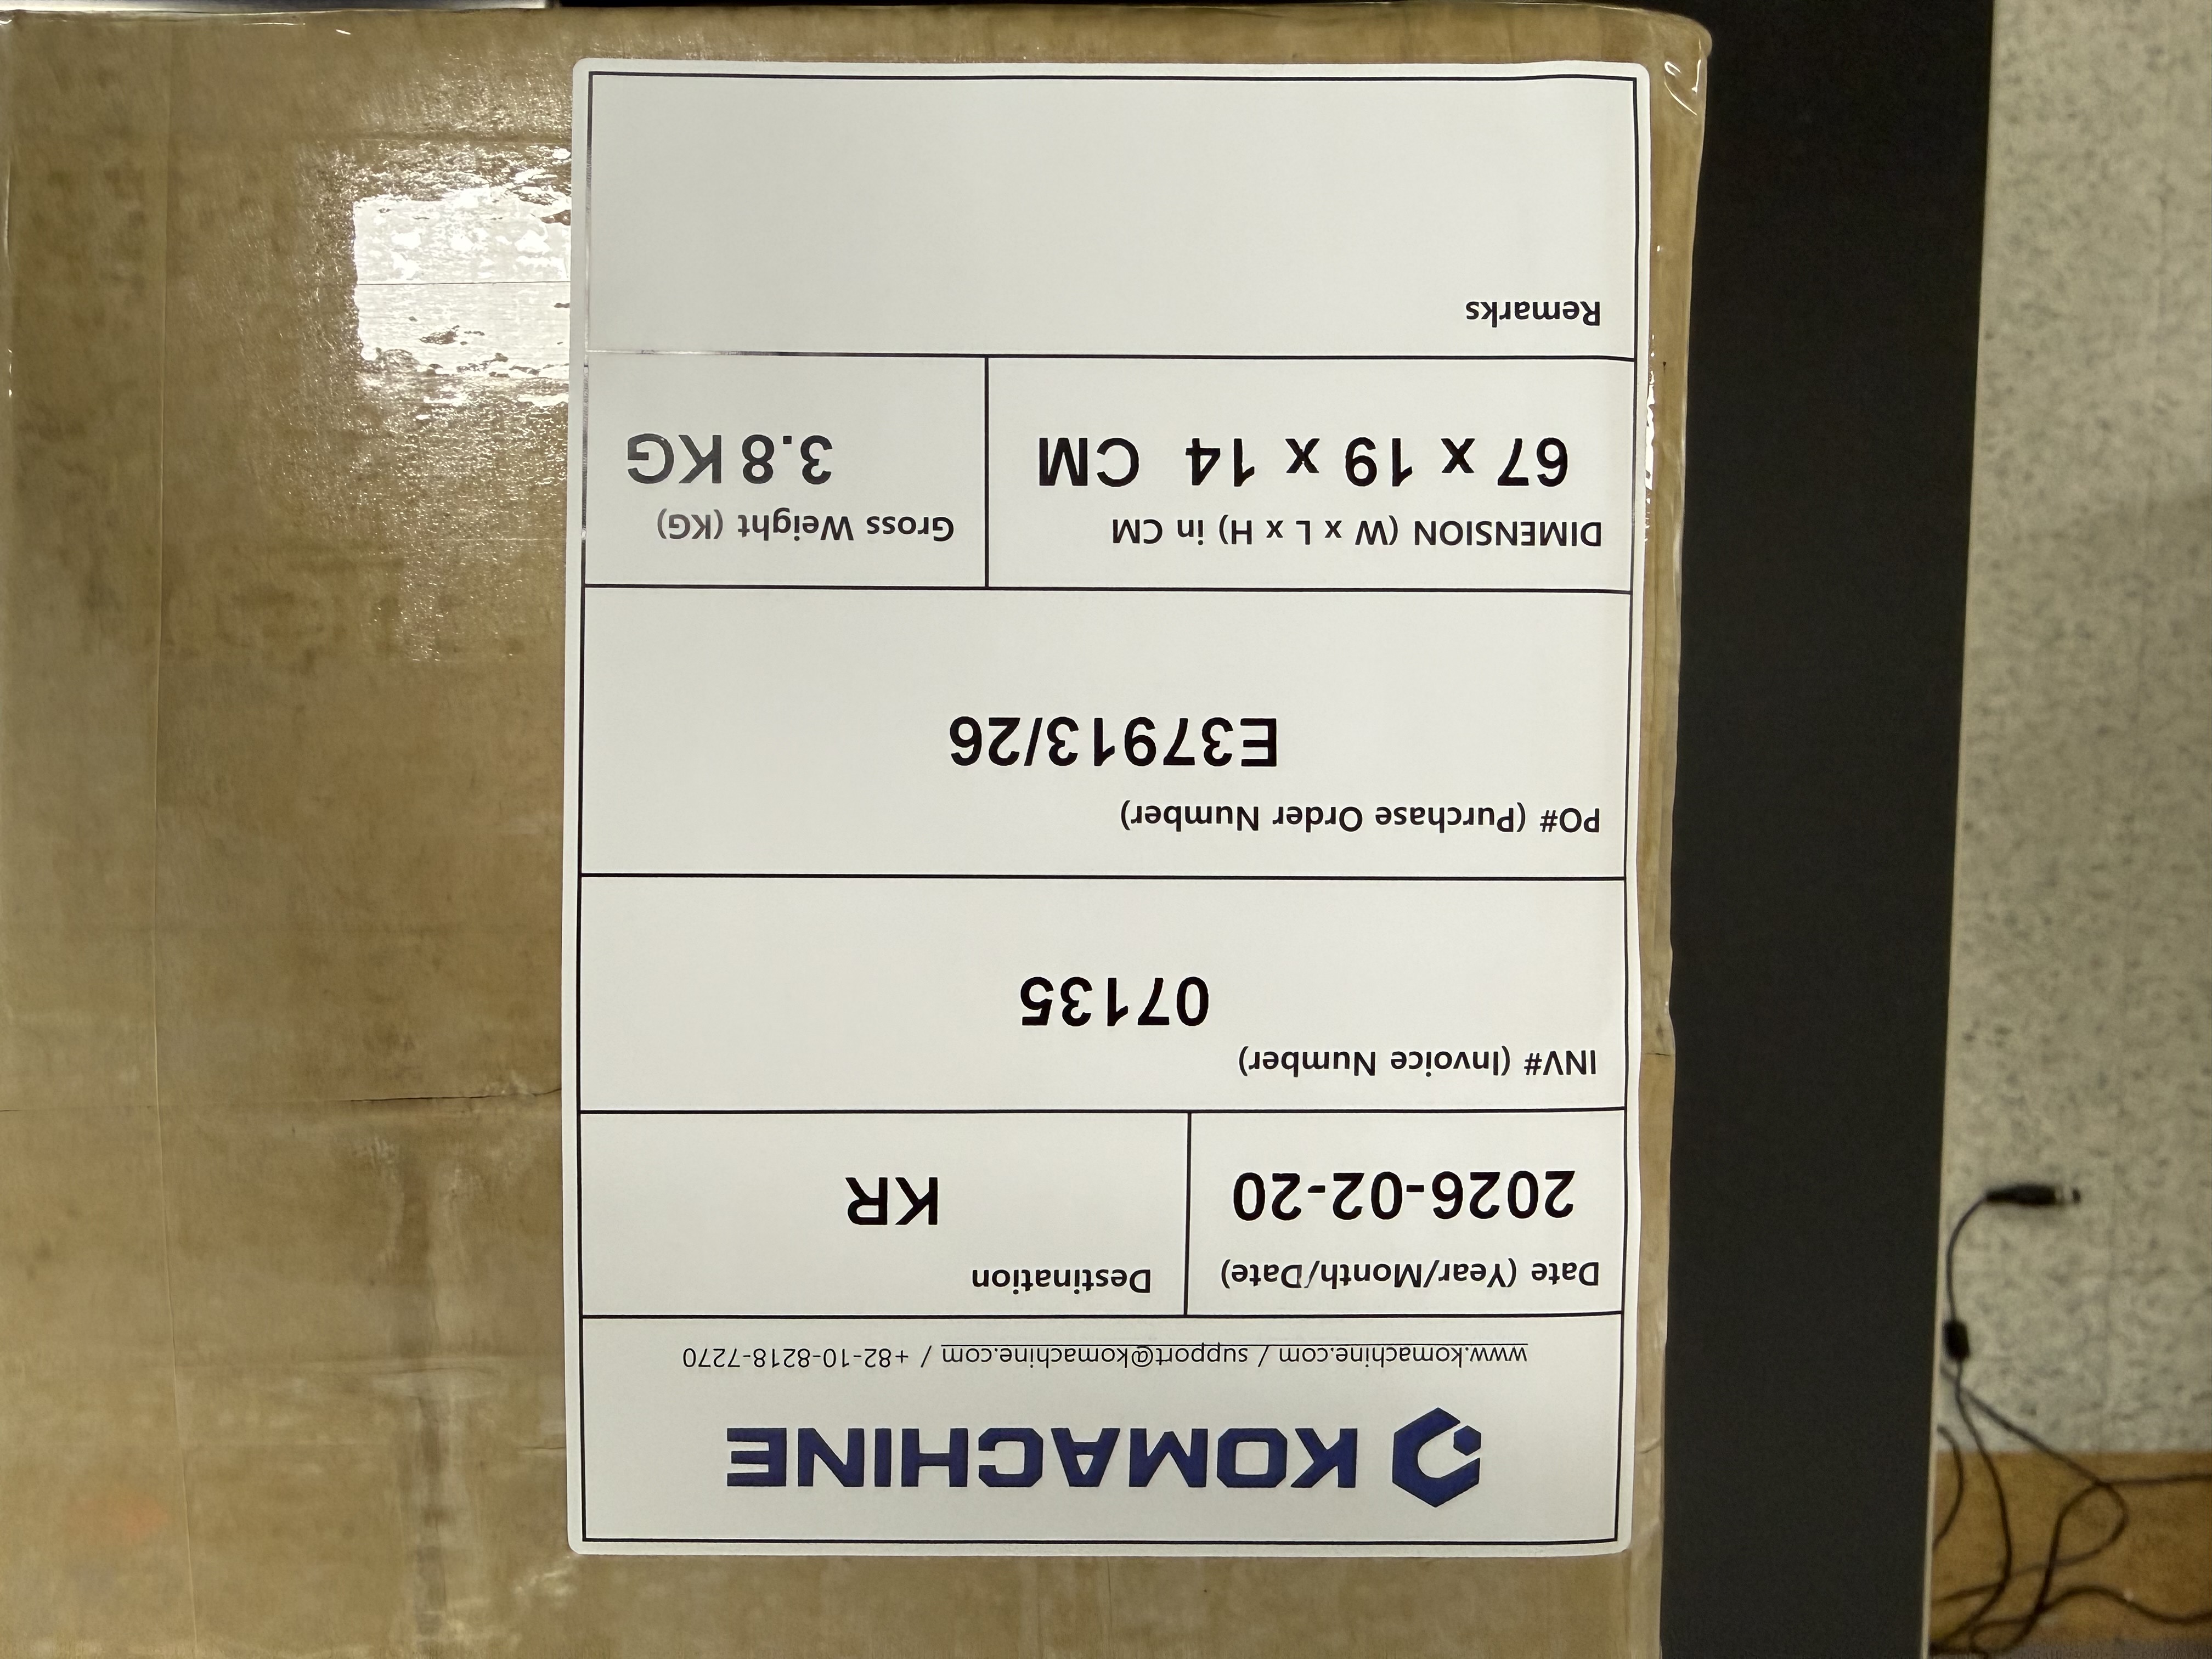 KOMACHINE
www.komachine.com / support@komachine.com / +82-10-8218-7270
Date (Year/Month/Date)
2026-02-20
Destination
KR
INV# (Invoice Number)
07135
PO# (Purchase Order Number)
E37913/26
DIMENSION (W x L x H) in CM
67 x 19 x 14 CM
Gross Weight (KG)
3.8 KG
Remarks